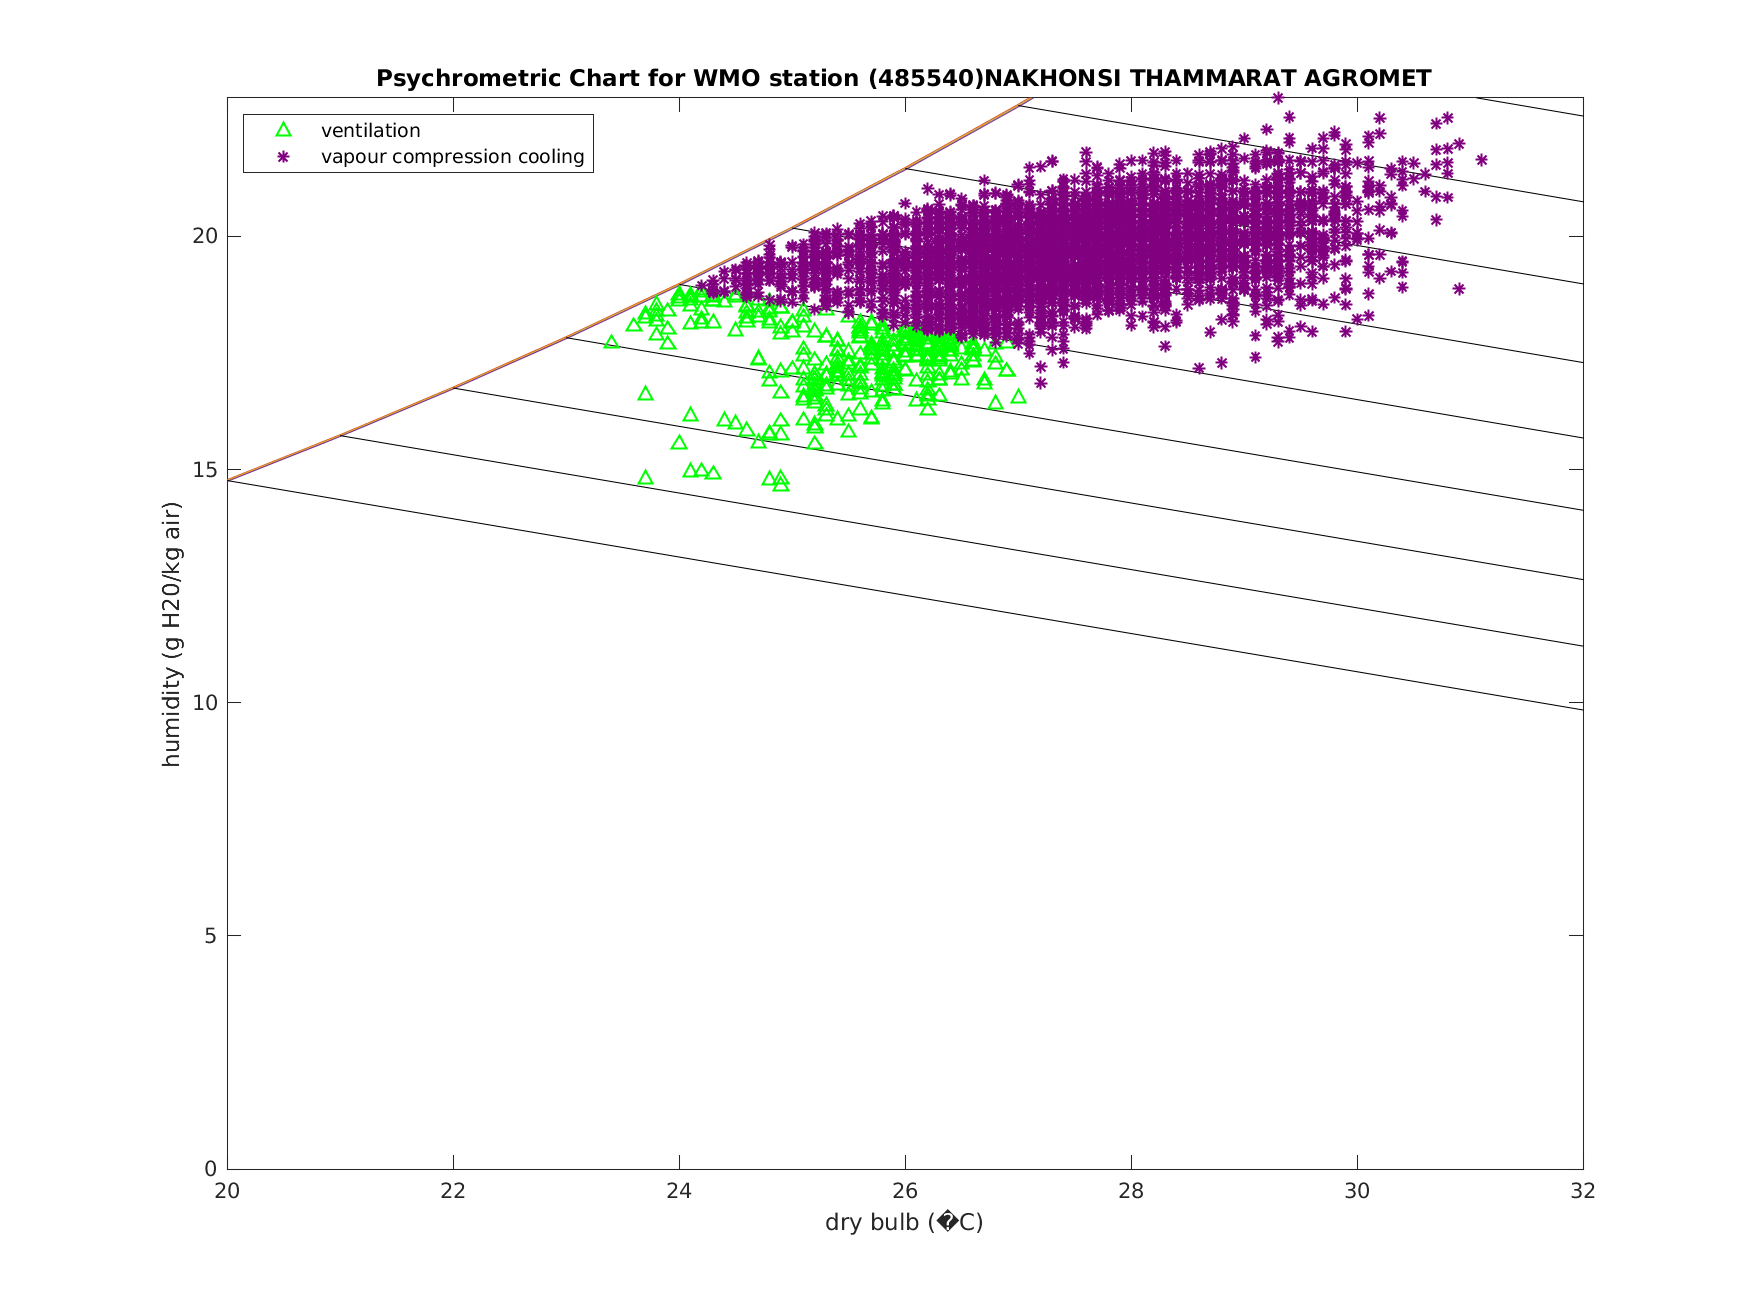 Psychrometric Chart for WMO station (485540)NAKHONSI THAMMARAT AGROMET
ventilation
vapour compression cooling
humidity (g H20/kg air)
20
15
10
5
0
20 22 24 26 28 30 32
dry bulb (�C)